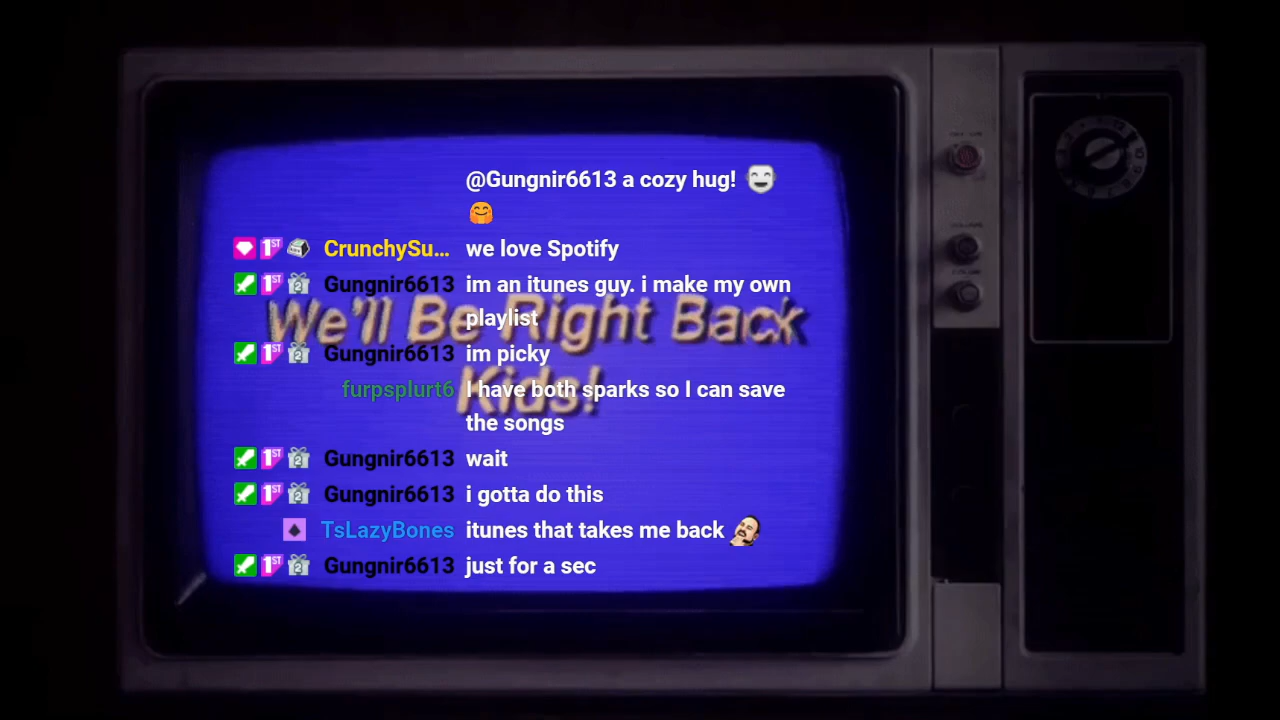 @Gungnir6613 a cozy hug!
CrunchySu... we love Spotify
Gungnir6613 im an itunes guy. i make my own
playlist
We'll Be Right Back
Gungnir6613 im picky
furpsplurt6 I have both sparks so I can save
Kids!
the songs
Gungnir6613 wait
Gungnir6613 i gotta do this
TsLazyBones itunes that takes me back
Gungnir6613 just for a sec